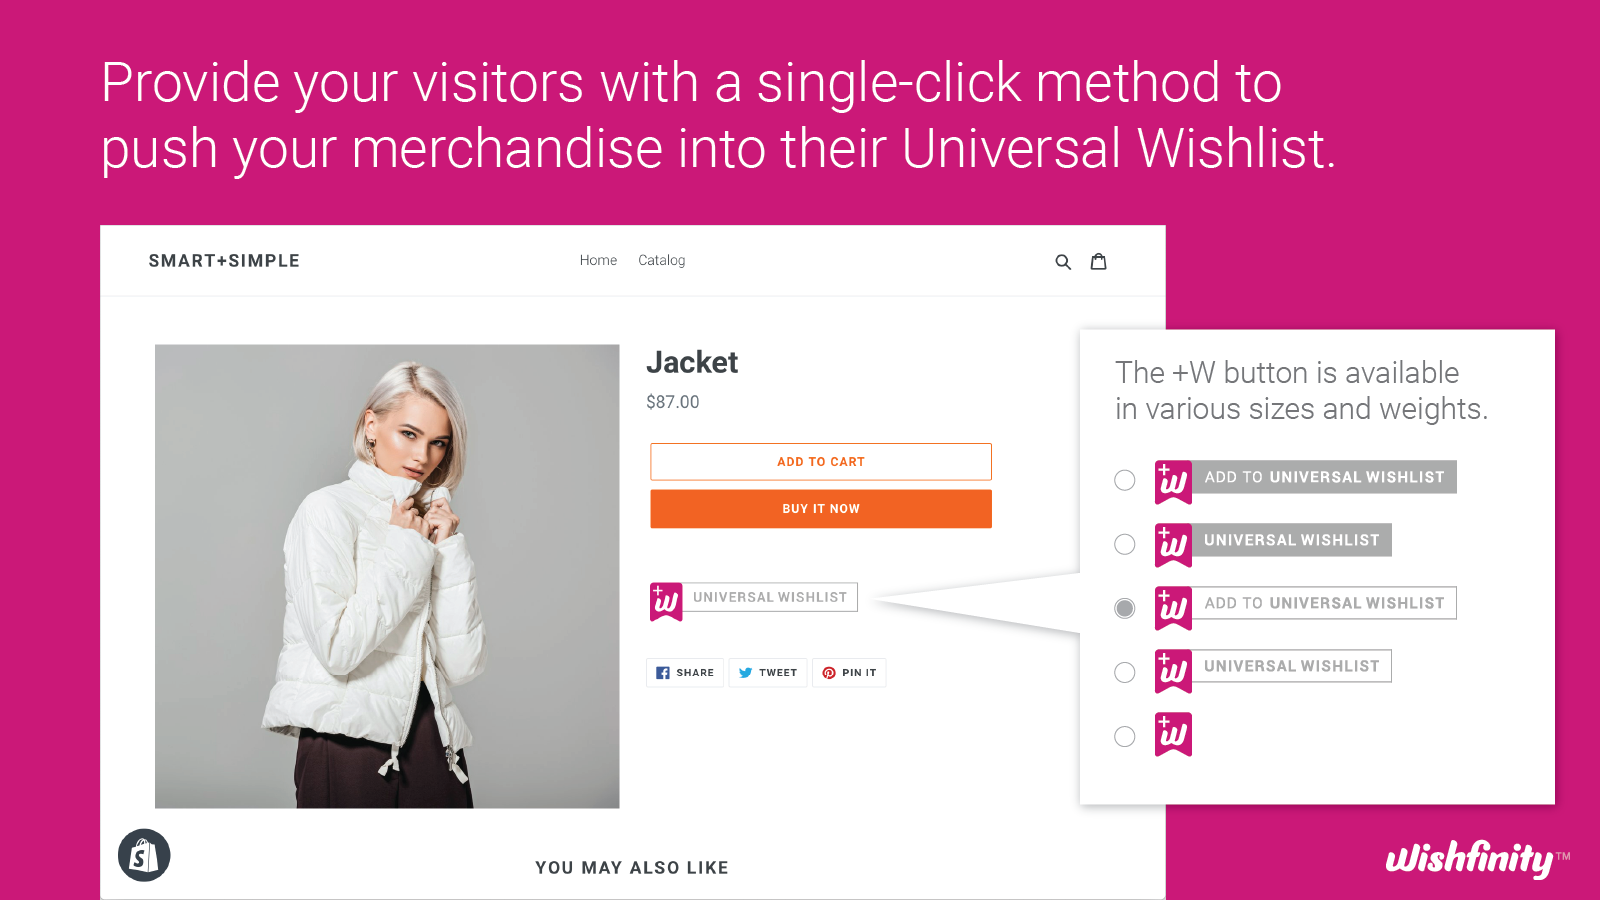 Provide your visitors with a single-click method to
push your merchandise into their Universal Wishlist.
SMART+SIMPLE
Home
Catalog
Jacket
$87.00
ADD TO CART
BUY IT NOW
+W UNIVERSAL WISHLIST
SHARE
TWEET
PIN IT
The +W button is available
in various sizes and weights.
+W ADD TO UNIVERSAL WISHLIST
+W UNIVERSAL WISHLIST
+W ADD TO UNIVERSAL WISHLIST
+W UNIVERSAL WISHLIST
+W
S
YOU MAY ALSO LIKE
Wishfinity™